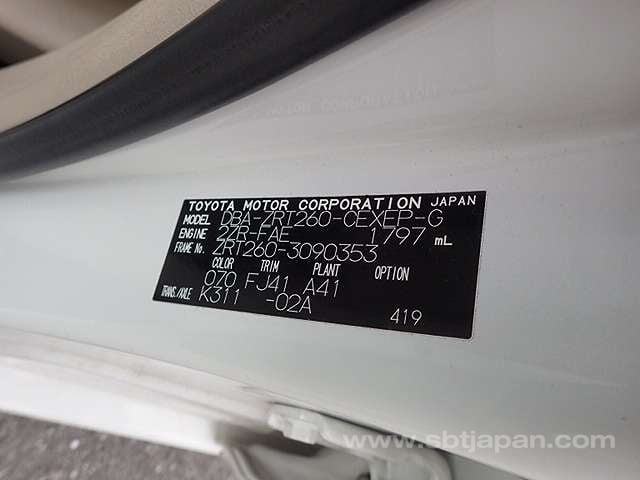 TOYOTA MOTOR CORPORATION JAPAN
MODEL DBA-ZRT260-CEXEP-G
ENGINE 2ZR-FAE 1797 mL
FRAME No. ZRT260-3090353
COLOR TRIM PLANT OPTION
070 FJ41 A41
TRANS./AXLE K311 -02A
419
www.sbtjapan.com